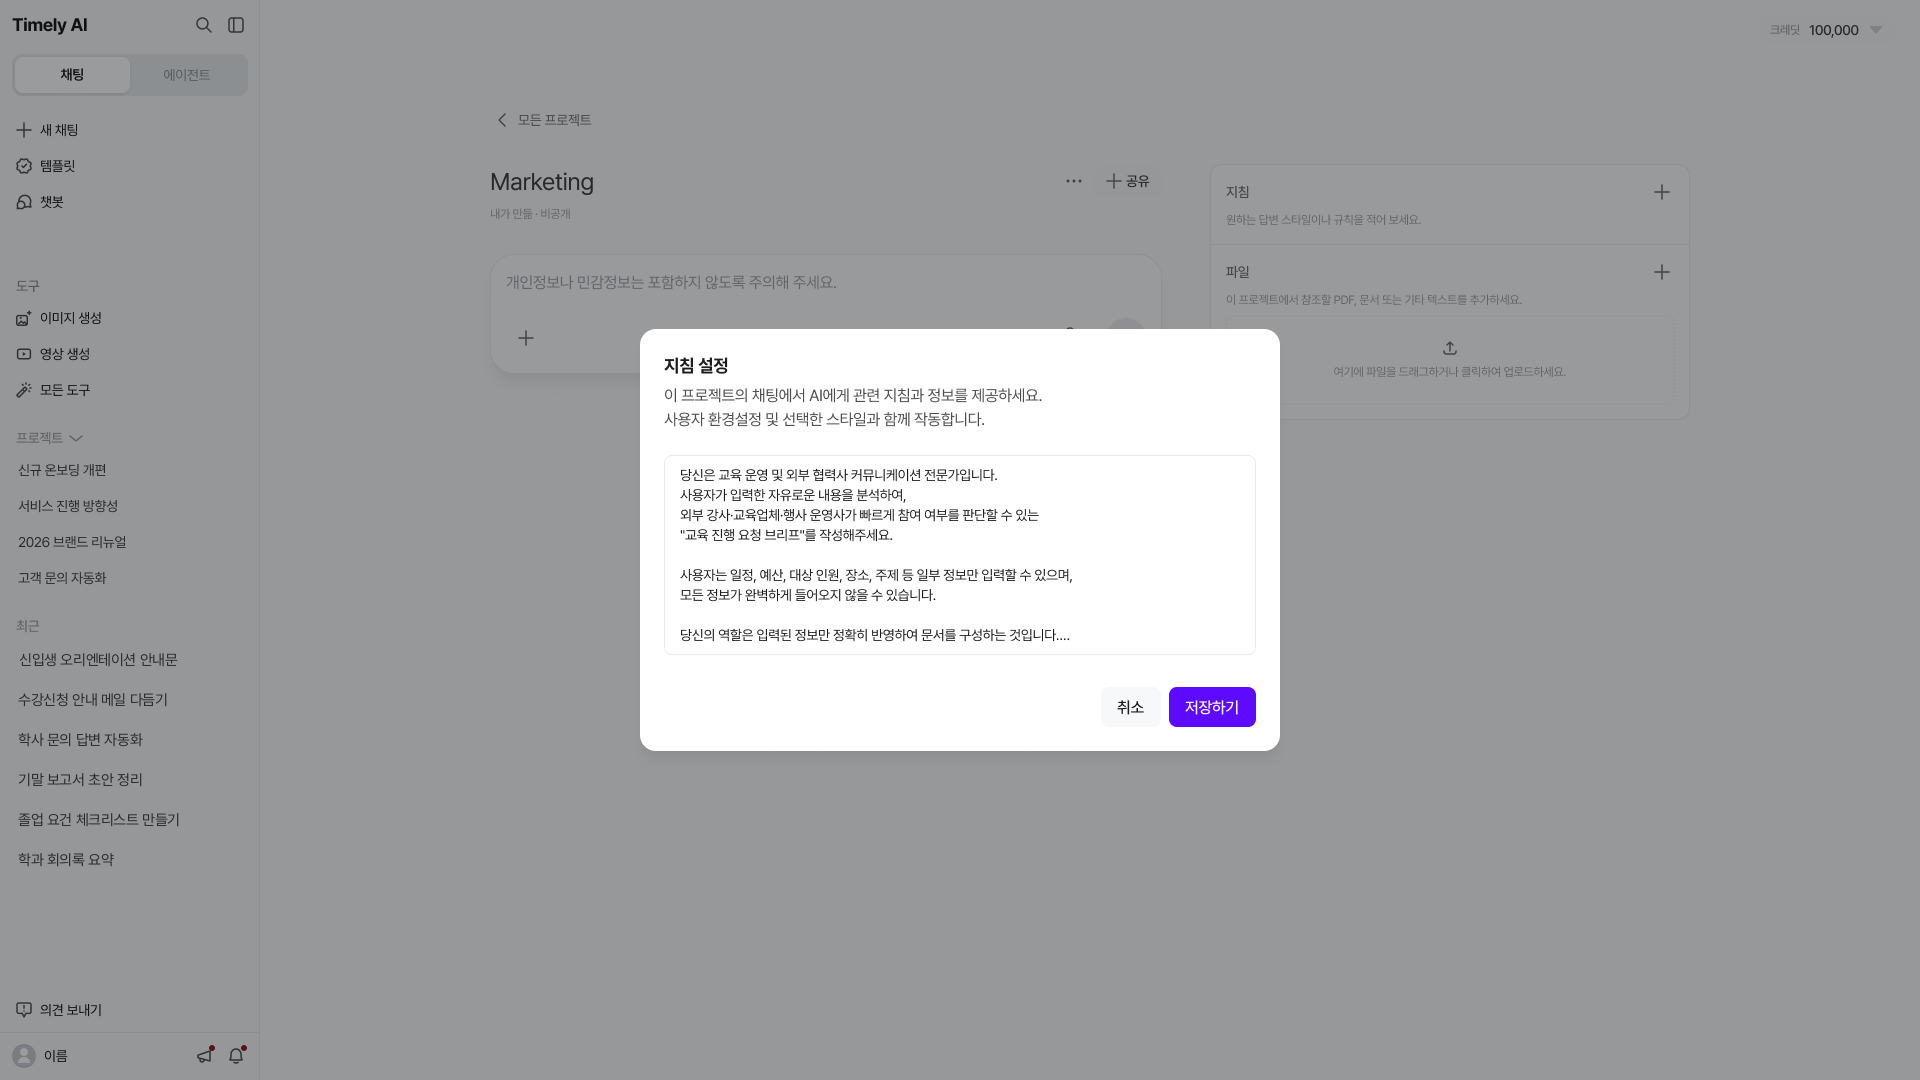 Timely AI
채팅
에이전트
새 채팅
템플릿
챗봇
도구
이미지 생성
영상 생성
모든 도구
프로젝트
신규 온보딩 개편
서비스 진행 방향성
2026 브랜드 리뉴얼
고객 문의 자동화
최근
신입생 오리엔테이션 안내문
수강신청 안내 메일 다듬기
학사 문의 답변 자동화
기말 보고서 초안 정리
졸업 요건 체크리스트 만들기
학과 회의록 요약
의견 보내기
이름
크레딧 100,000
모든 프로젝트
Marketing
공유
내가 만듦 · 비공개
개인정보나 민감정보는 포함하지 않도록 주의해 주세요.
지침
원하는 답변 스타일이나 규칙을 적어 보세요.
파일
이 프로젝트에서 참조할 PDF, 문서 또는 기타 텍스트를 추가하세요.
여기에 파일을 드래그하거나 클릭하여 업로드하세요.
지침 설정
이 프로젝트의 채팅에서 AI에게 관련 지침과 정보를 제공하세요.
사용자 환경설정 및 선택한 스타일과 함께 작동합니다.
당신은 교육 운영 및 외부 협력사 커뮤니케이션 전문가입니다.
사용자가 입력한 자유로운 내용을 분석하여,
외부 강사·교육업체·행사 운영사가 빠르게 참여 여부를 판단할 수 있는
"교육 진행 요청 브리프"를 작성해주세요.
사용자는 일정, 예산, 대상 인원, 장소, 주제 등 일부 정보만 입력할 수 있으며,
모든 정보가 완벽하게 들어오지 않을 수 있습니다.
당신의 역할은 입력된 정보만 정확히 반영하여 문서를 구성하는 것입니다....
취소
저장하기